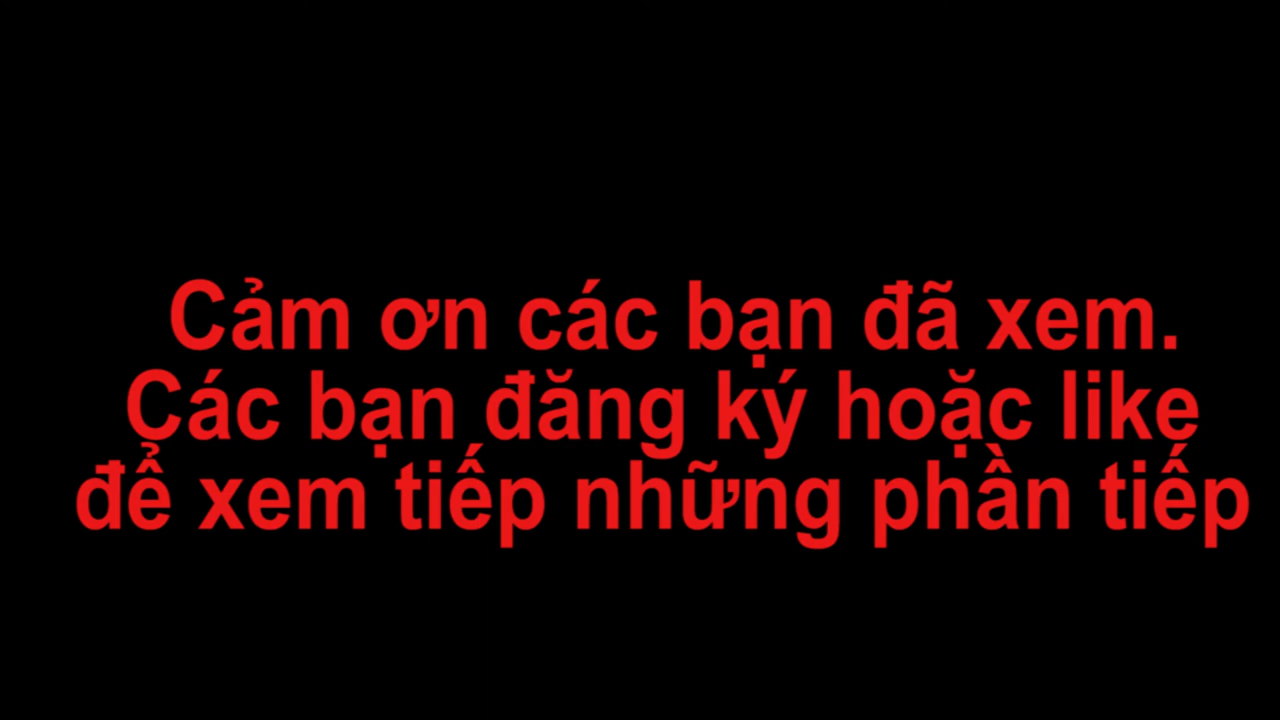 Cảm ơn các bạn đã xem.
Các bạn đăng ký hoặc like
để xem tiếp những phần tiếp